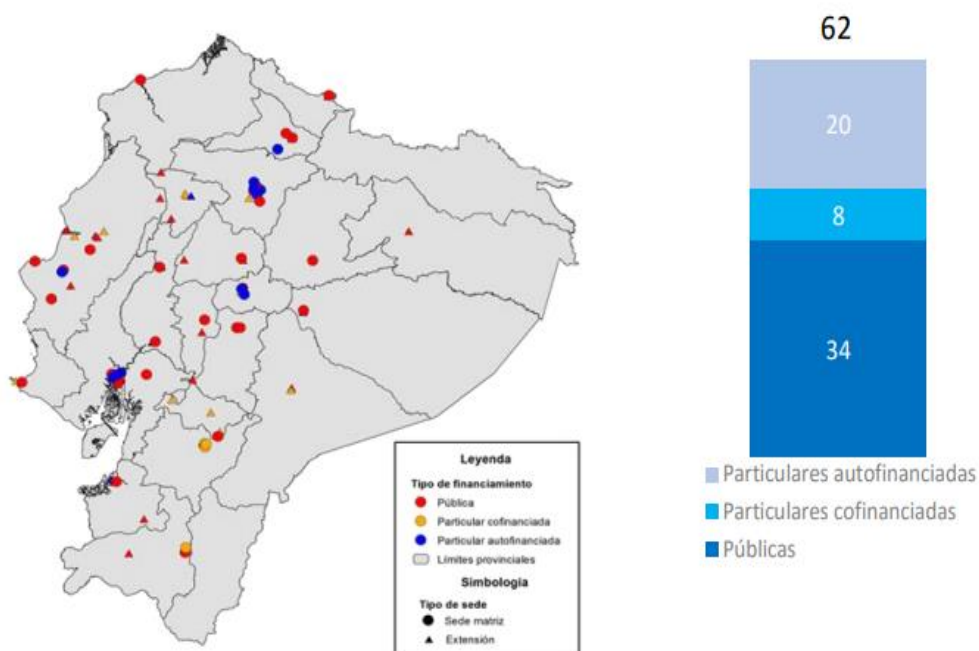 62
20
8
34
Particulares autofinanciadas
Particulares cofinanciadas
Públicas
Leyenda
Tipo de financiamiento
Pública
Particular cofinanciada
Particular autofinanciada
Límites provinciales
Simbología
Tipo de sede
Sede matriz
Extensión